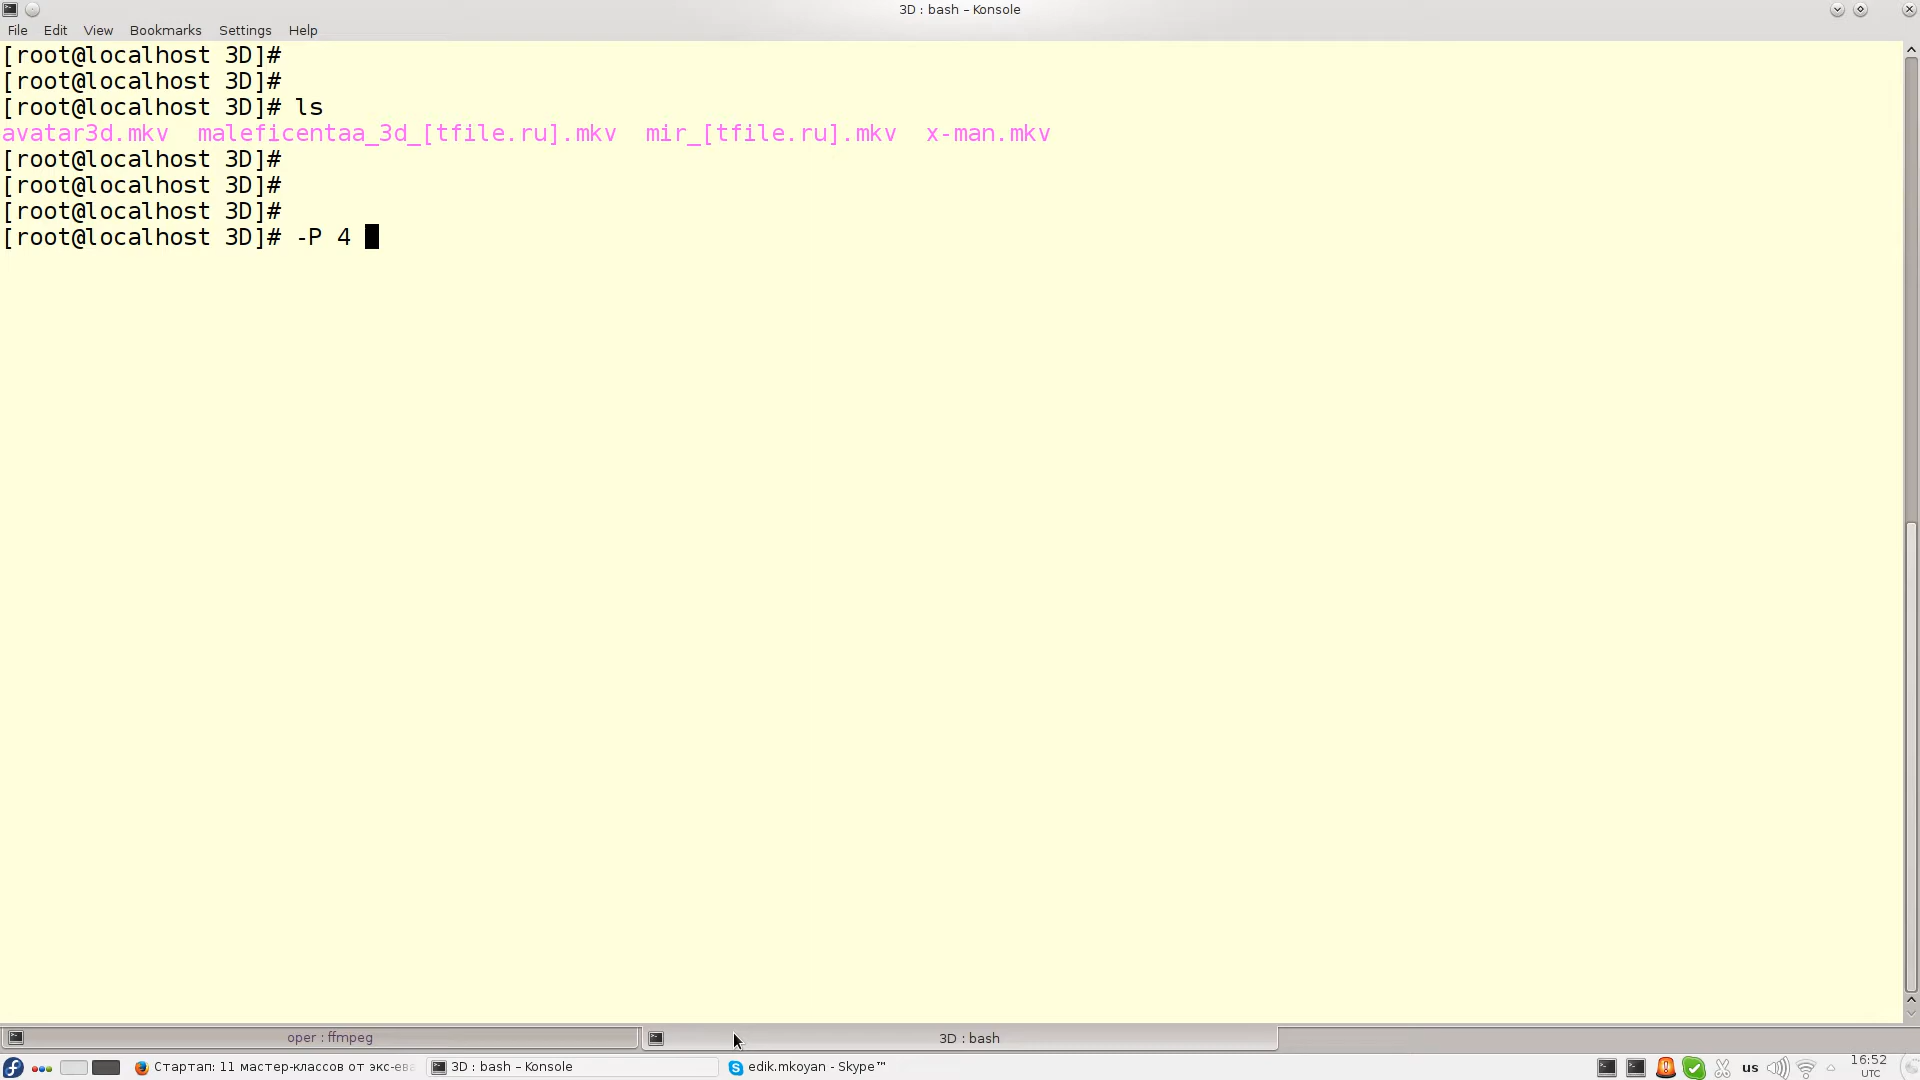 3D : bash – Konsole
File Edit View Bookmarks Settings Help
[root@localhost 3D]#
[root@localhost 3D]#
[root@localhost 3D]# ls
avatar3d.mkv maleficentaa_3d_[tfile.ru].mkv mir_[tfile.ru].mkv x-man.mkv
[root@localhost 3D]#
[root@localhost 3D]#
[root@localhost 3D]#
[root@localhost 3D]# -P 4
oper : ffmpeg 3D : bash
Стартап: 11 мастер-классов от экс-ева 3D : bash – Konsole edik.mkoyan - Skype™ us 16:52
UTC